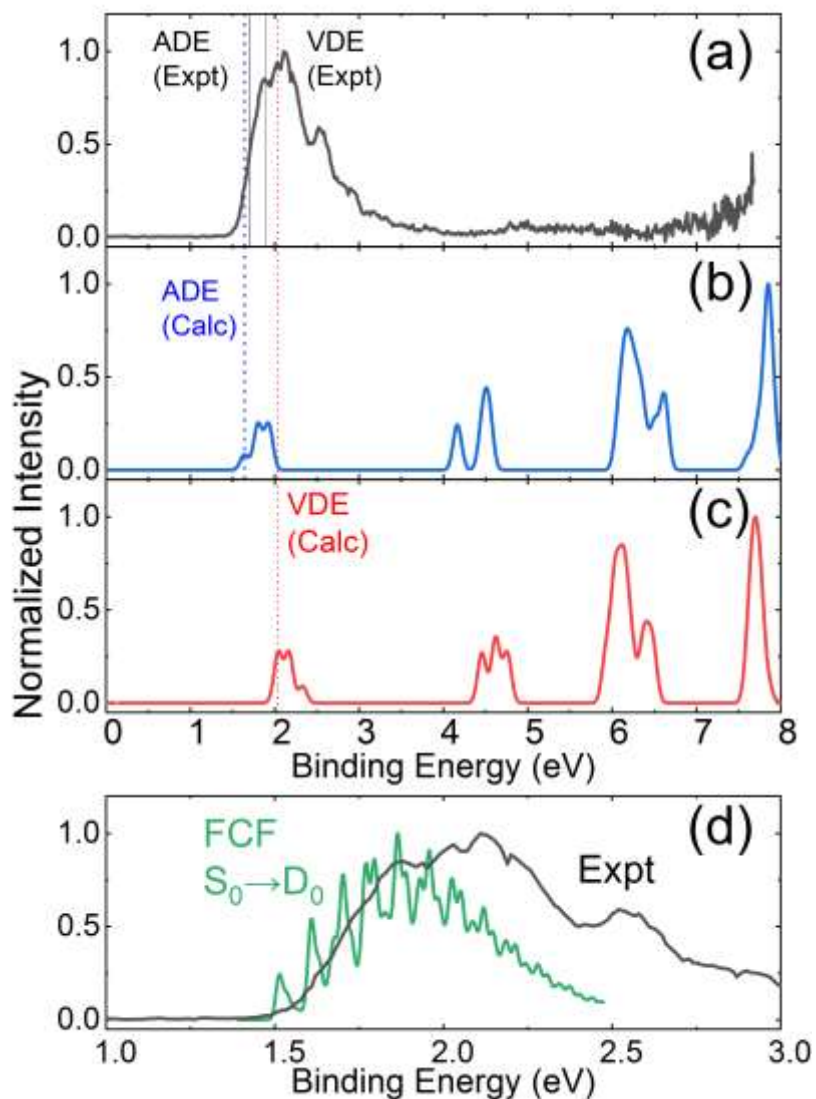 Normalized Intensity
(a)
ADE
(Expt)
VDE
(Expt)
1.0
0.5
0.0
(b)
ADE
(Calc)
1.0
0.5
0.0
(c)
VDE
(Calc)
1.0
0.5
0.0
0 1 2 3 4 5 6 7 8
Binding Energy (eV)
(d)
FCF
S₀→D₀
Expt
1.0
0.5
0.0
1.0 1.5 2.0 2.5 3.0
Binding Energy (eV)